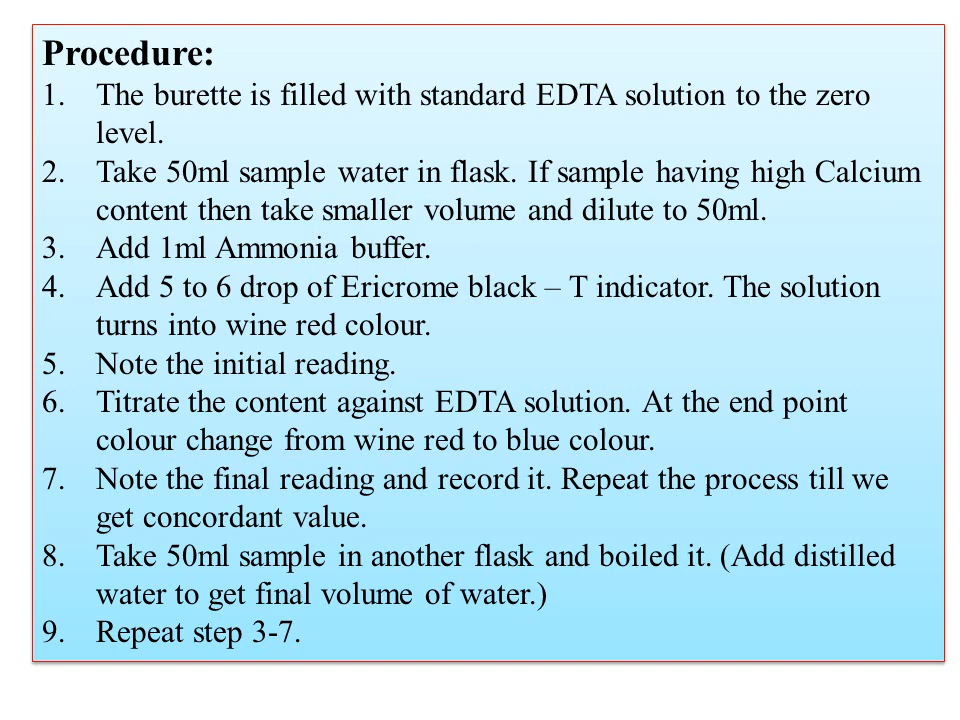 Procedure:
1. The burette is filled with standard EDTA solution to the zero
level.
2. Take 50ml sample water in flask. If sample having high Calcium
content then take smaller volume and dilute to 50ml.
3. Add 1ml Ammonia buffer.
4. Add 5 to 6 drop of Ericrome black – T indicator. The solution
turns into wine red colour.
5. Note the initial reading.
6. Titrate the content against EDTA solution. At the end point
colour change from wine red to blue colour.
7. Note the final reading and record it. Repeat the process till we
get concordant value.
8. Take 50ml sample in another flask and boiled it. (Add distilled
water to get final volume of water.)
9. Repeat step 3-7.